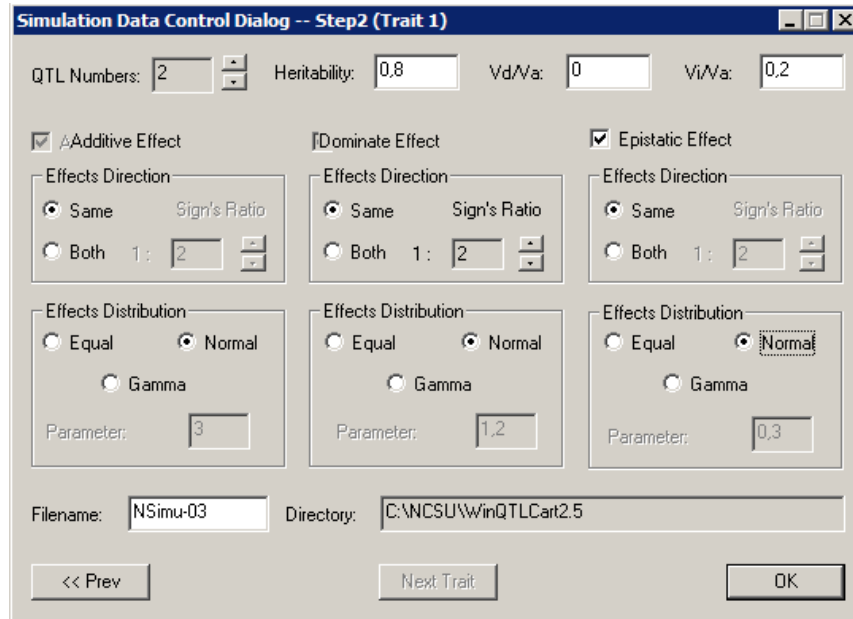 Simulation Data Control Dialog -- Step2 (Trait 1)
QTL Numbers: 2 Heritability: 0,8 Vd/Va: 0 Vi/Va: 0,2
Additive Effect Dominate Effect Epistatic Effect
Effects Direction Effects Direction Effects Direction
Same Sign's Ratio Same Sign's Ratio Same Sign's Ratio
Both 1 : 2 Both 1 : 2 Both 1 : 2
Effects Distribution Effects Distribution Effects Distribution
Equal Normal Equal Normal Equal Normal
Gamma Gamma Gamma
Parameter: 3 Parameter: 1,2 Parameter: 0,3
Filename: NSimu-03 Directory: C:\NCSU\WinQTLCart2.5
<< Prev Next Trait OK